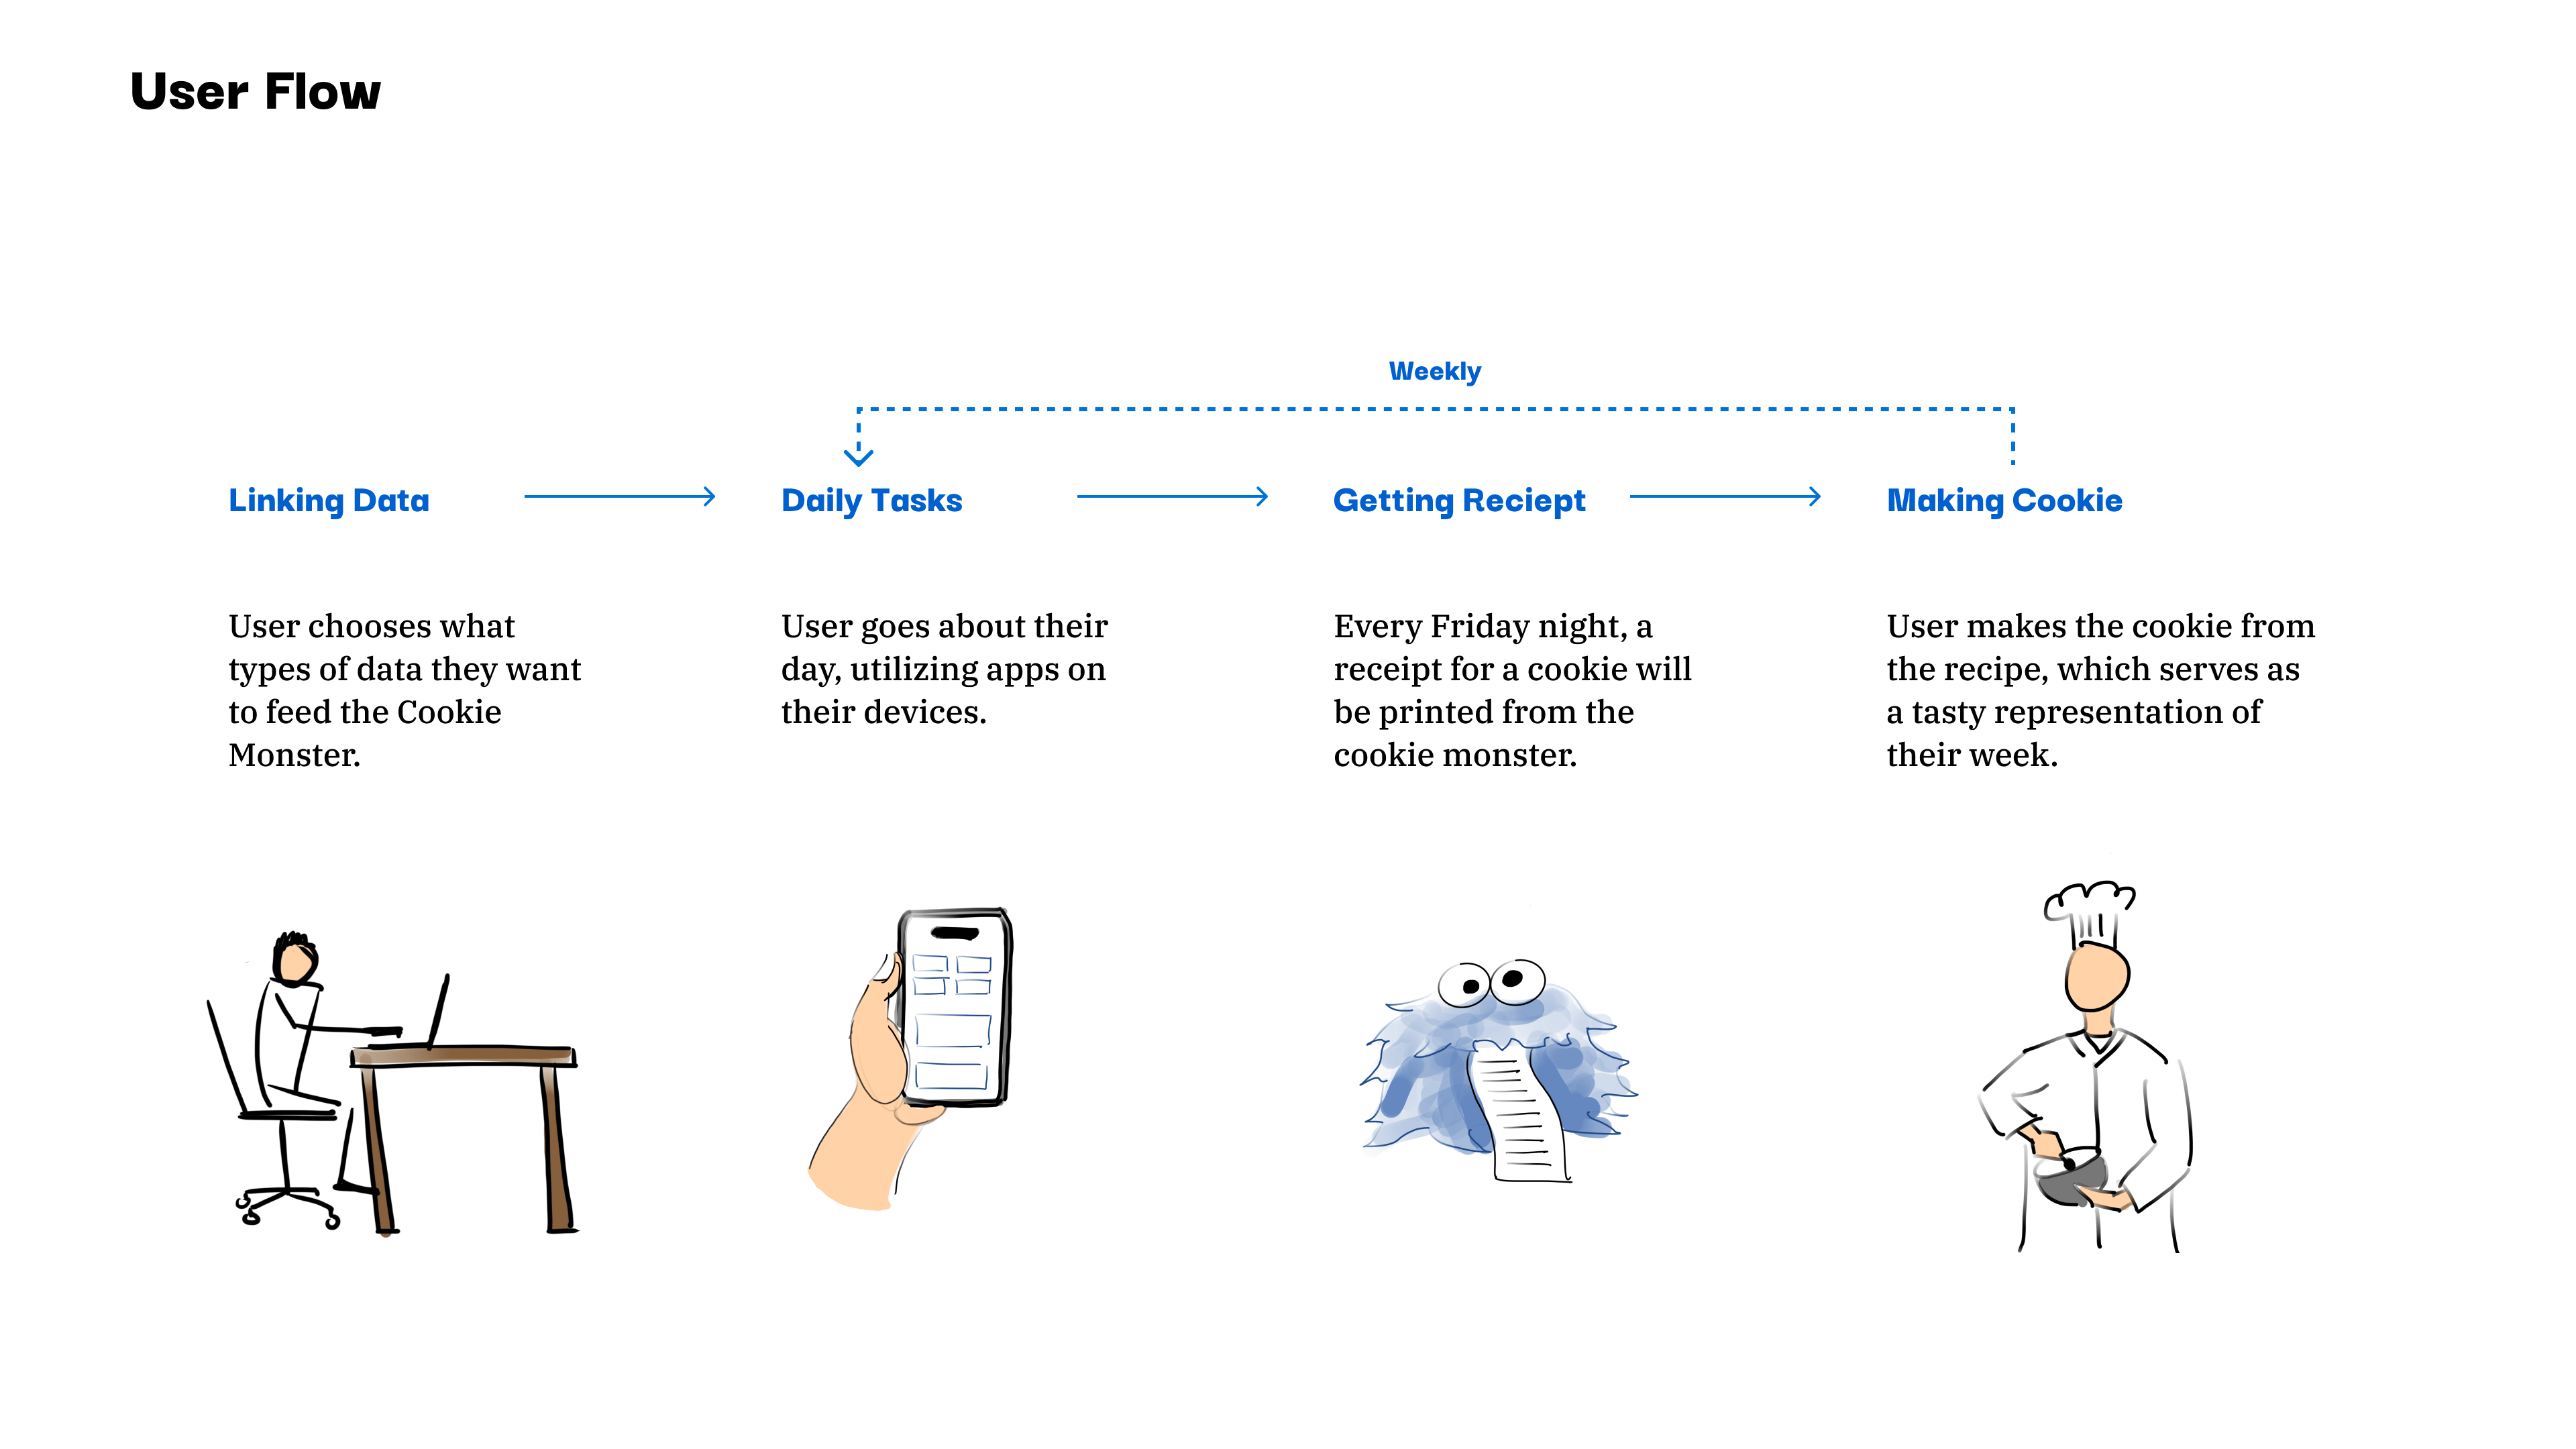 User Flow
Weekly
Linking Data
Daily Tasks
Getting Reciept
Making Cookie
User chooses what
types of data they want
to feed the Cookie
Monster.
User goes about their
day, utilizing apps on
their devices.
Every Friday night, a
receipt for a cookie will
be printed from the
cookie monster.
User makes the cookie from
the recipe, which serves as
a tasty representation of
their week.